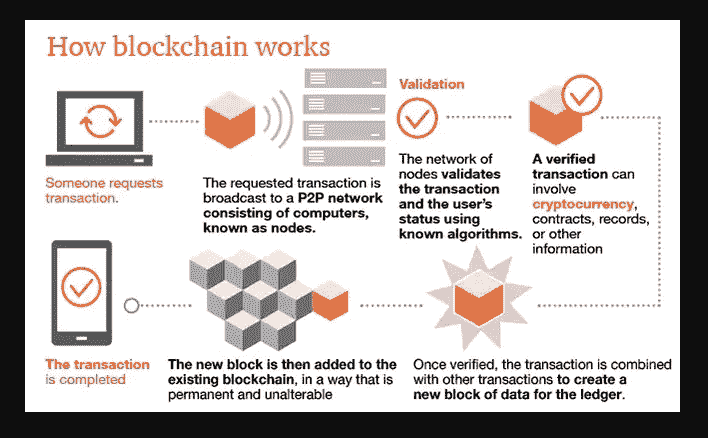 How blockchain works
Someone requests
transaction.
The requested transaction is
broadcast to a P2P network
consisting of computers,
known as nodes.
Validation
The network of
nodes validates
the transaction
and the user's
status using
known algorithms.
A verified
transaction can
involve
cryptocurrency,
contracts, records,
or other
information
Once verified, the transaction is combined
with other transactions to create a
new block of data for the ledger.
The new block is then added to the
existing blockchain, in a way that is
permanent and unalterable
The transaction
is completed